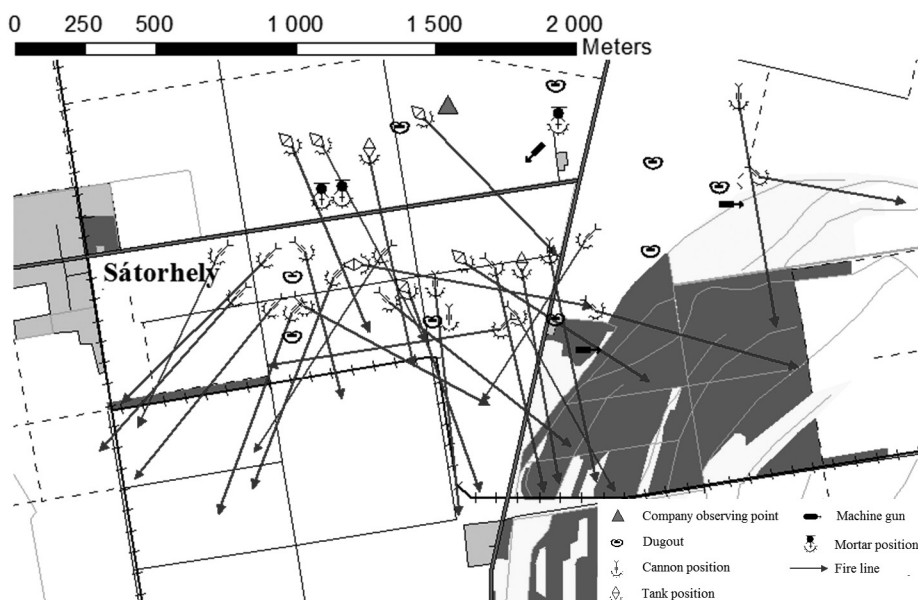 0 250 500 1 000 1 500 2 000
Meters
Sátorhely
Company observing point
Dugout
Cannon position
Tank position
Machine gun
Mortar position
Fire line